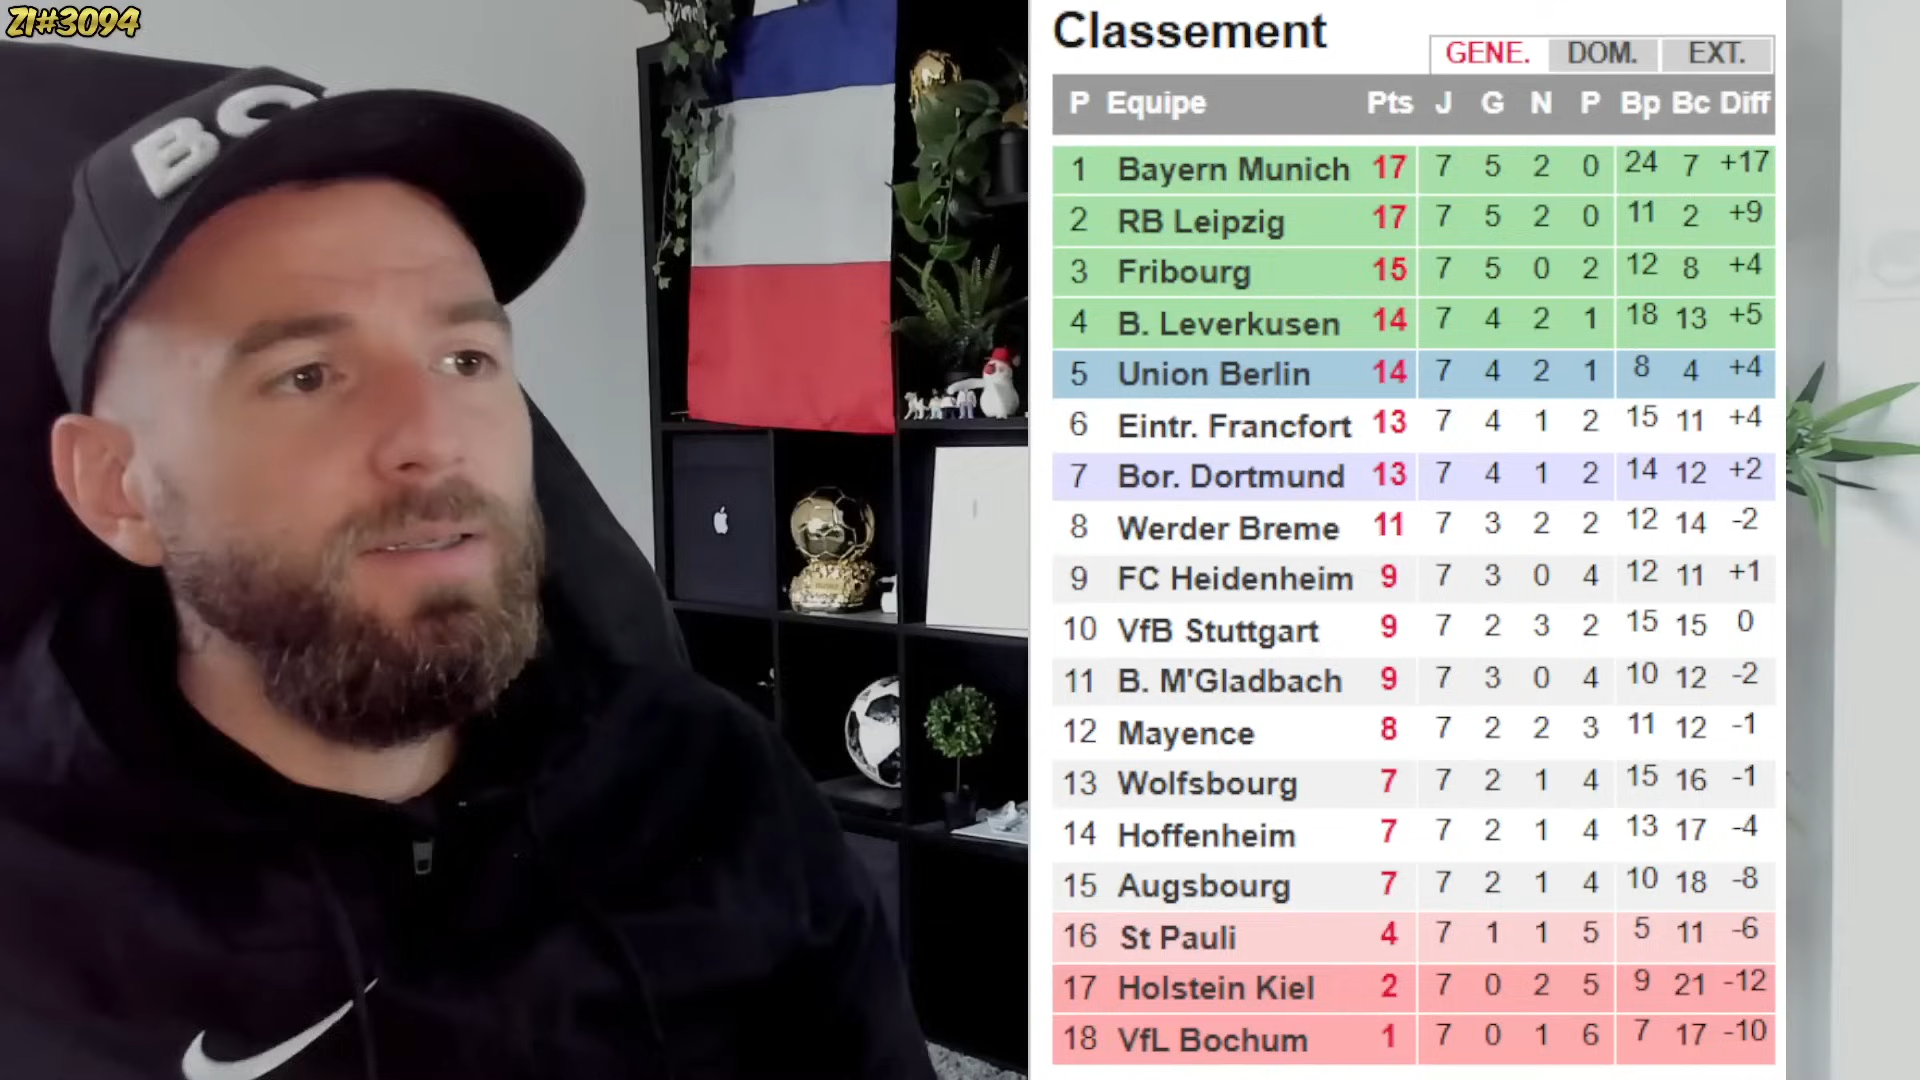 ZI#3094
BO
Classement
GENE. DOM. EXT.
P Equipe Pts J G N P Bp Bc Diff
1 Bayern Munich 17 7 5 2 0 24 7 +17
2 RB Leipzig 17 7 5 2 0 11 2 +9
3 Fribourg 15 7 5 0 2 12 8 +4
4 B. Leverkusen 14 7 4 2 1 18 13 +5
5 Union Berlin 14 7 4 2 1 8 4 +4
6 Eintr. Francfort 13 7 4 1 2 15 11 +4
7 Bor. Dortmund 13 7 4 1 2 14 12 +2
8 Werder Breme 11 7 3 2 2 12 14 -2
9 FC Heidenheim 9 7 3 0 4 12 11 +1
10 VfB Stuttgart 9 7 2 3 2 15 15 0
11 B. M'Gladbach 9 7 3 0 4 10 12 -2
12 Mayence 8 7 2 2 3 11 12 -1
13 Wolfsbourg 7 7 2 1 4 15 16 -1
14 Hoffenheim 7 7 2 1 4 13 17 -4
15 Augsbourg 7 7 2 1 4 10 18 -8
16 St Pauli 4 7 1 1 5 5 11 -6
17 Holstein Kiel 2 7 0 2 5 9 21 -12
18 VfL Bochum 1 7 0 1 6 7 17 -10